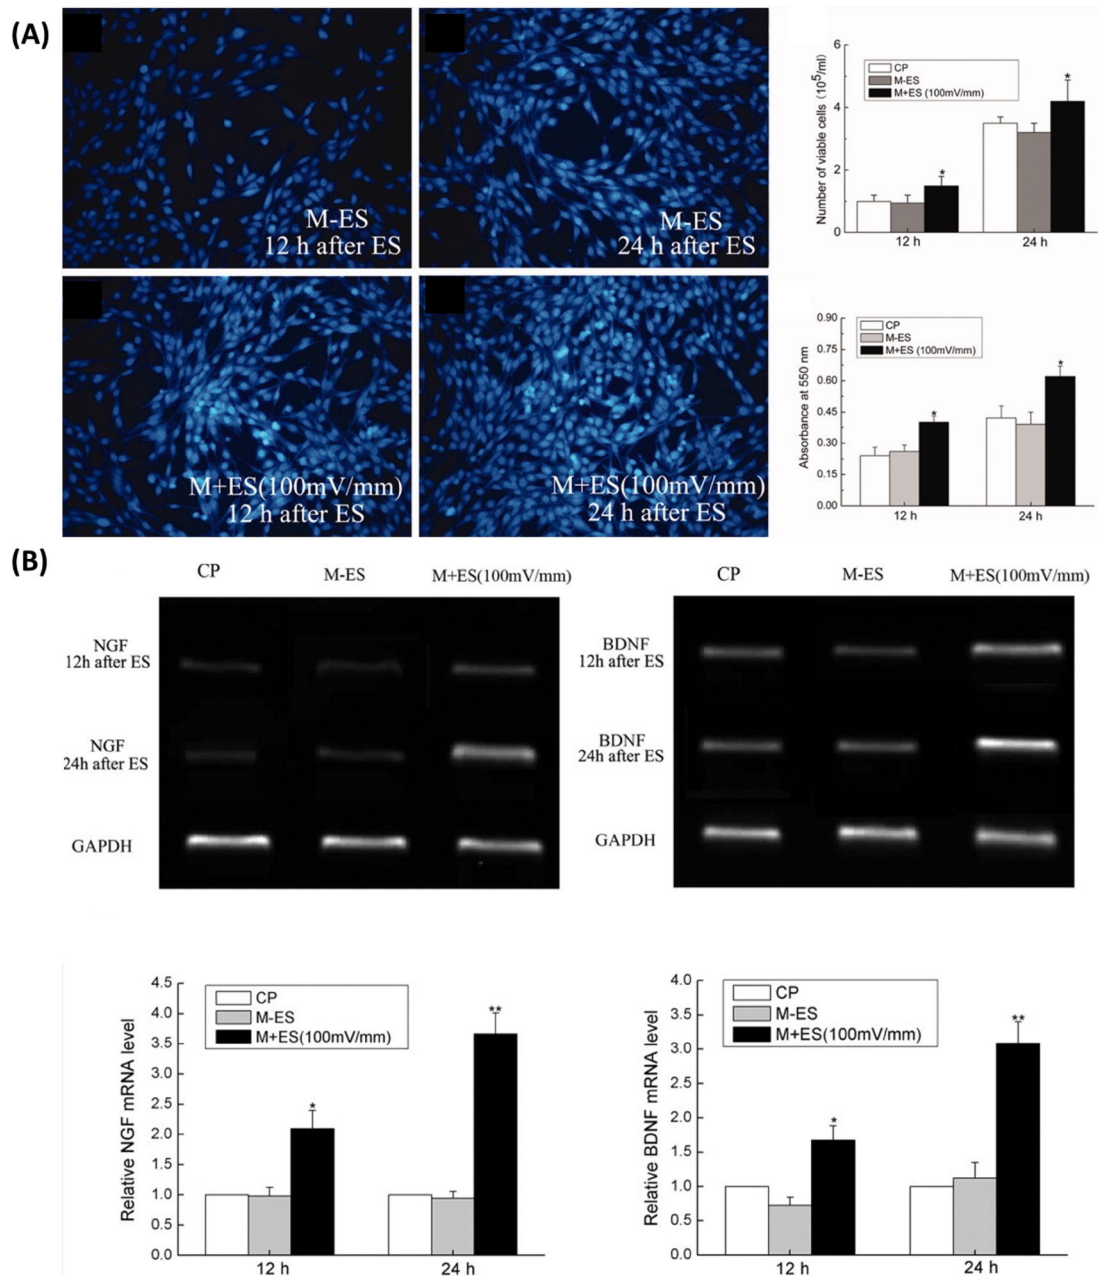 (A)
M-ES
12 h after ES
M-ES
24 h after ES
M+ES(100mV/mm)
12 h after ES
M+ES(100mV/mm)
24 h after ES
Number of viable cells (10⁵/ml)
6
4
2
0
CP
M-ES
M+ES (100mV/mm)
*
*
12 h
24 h
Absorbance at 550 nm
0.90
0.75
0.60
0.45
0.30
0.15
0.00
CP
M-ES
M+ES (100mV/mm)
*
*
12 h
24 h
(B)
CP
M-ES
M+ES(100mV/mm)
NGF
12h after ES
NGF
24h after ES
GAPDH
CP
M-ES
M+ES(100mV/mm)
BDNF
12h after ES
BDNF
24h after ES
GAPDH
Relative NGF mRNA level
4.5
4.0
3.5
3.0
2.5
2.0
1.5
1.0
0.5
0.0
CP
M-ES
M+ES(100mV/mm)
*
**
12 h
24 h
Relative BDNF mRNA level
4.0
3.5
3.0
2.5
2.0
1.5
1.0
0.5
0.0
CP
M-ES
M+ES(100mV/mm)
*
**
12 h
24 h